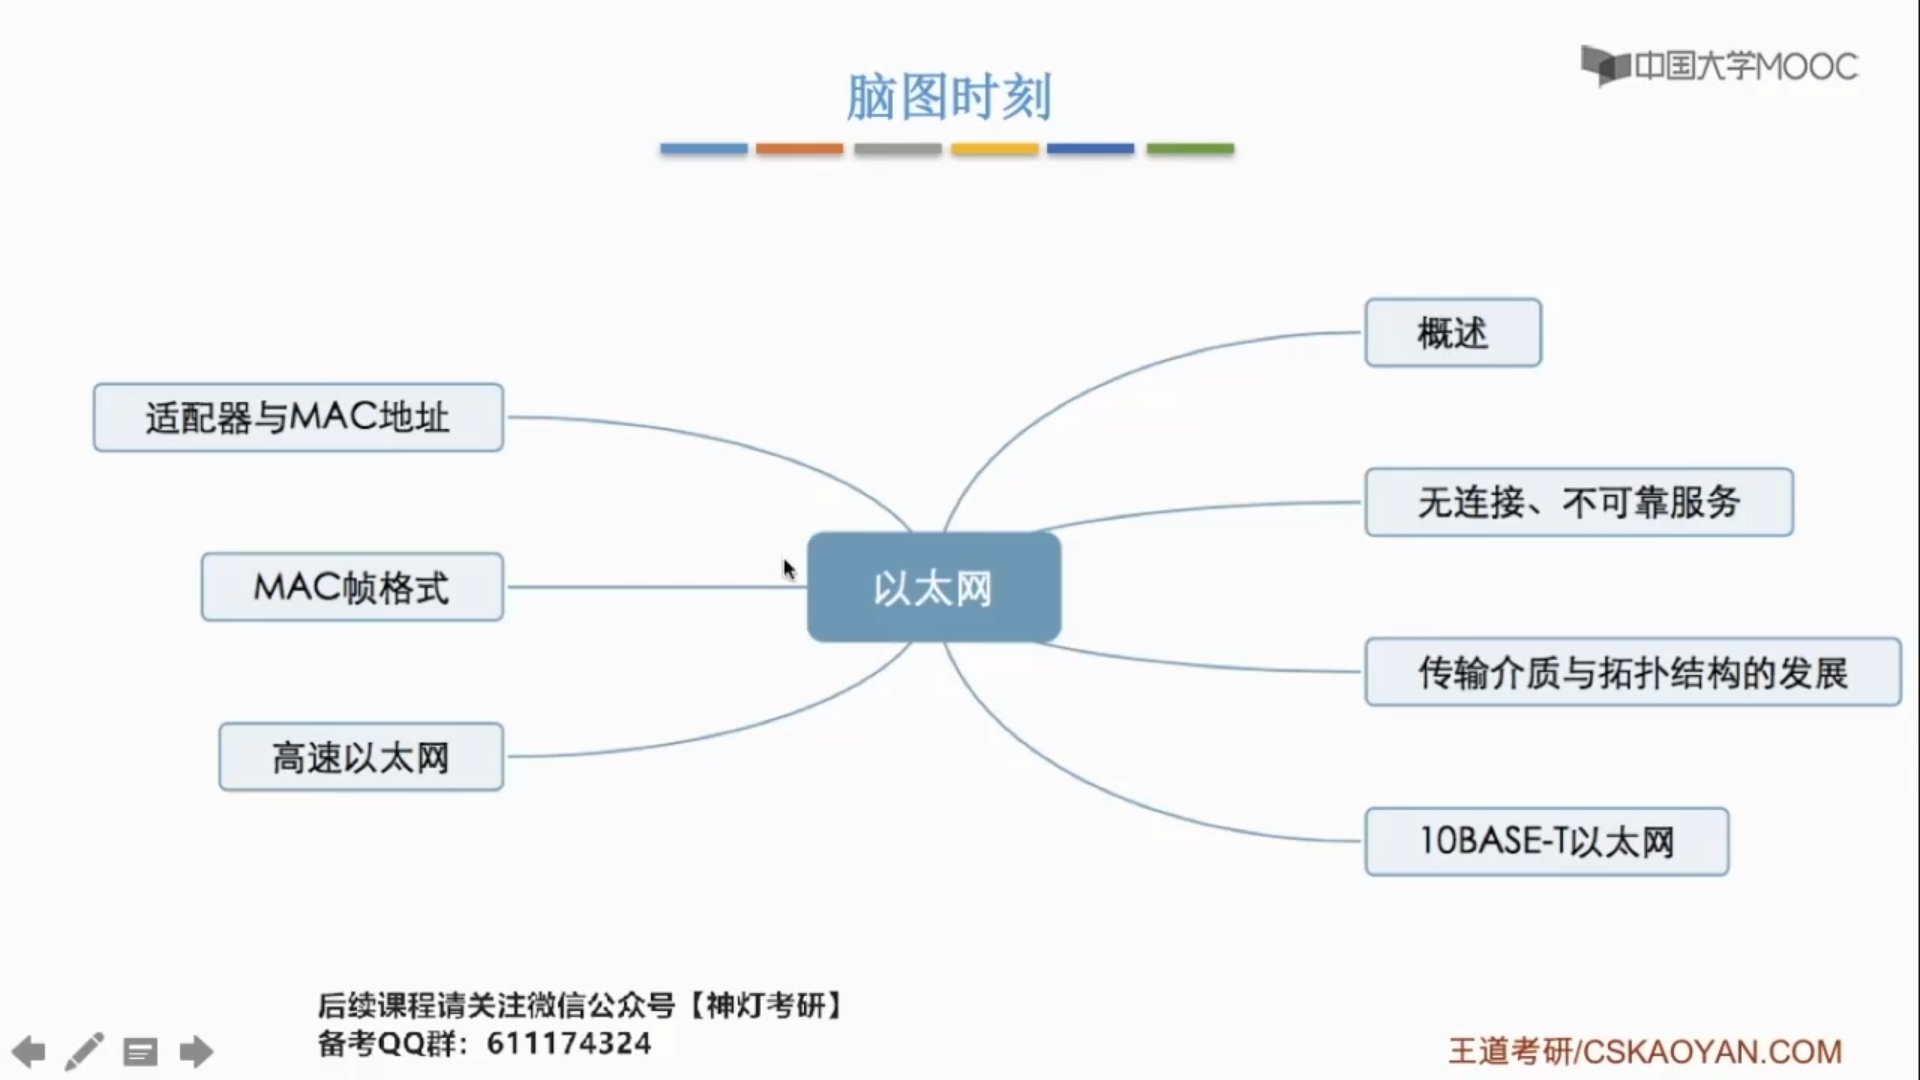 中国大学MOOC
脑图时刻
概述
适配器与MAC地址
无连接、不可靠服务
MAC帧格式
以太网
传输介质与拓扑结构的发展
高速以太网
10BASE-T以太网
后续课程请关注微信公众号【神灯考研】
备考QQ群：611174324
王道考研/CSKAOYAN.COM